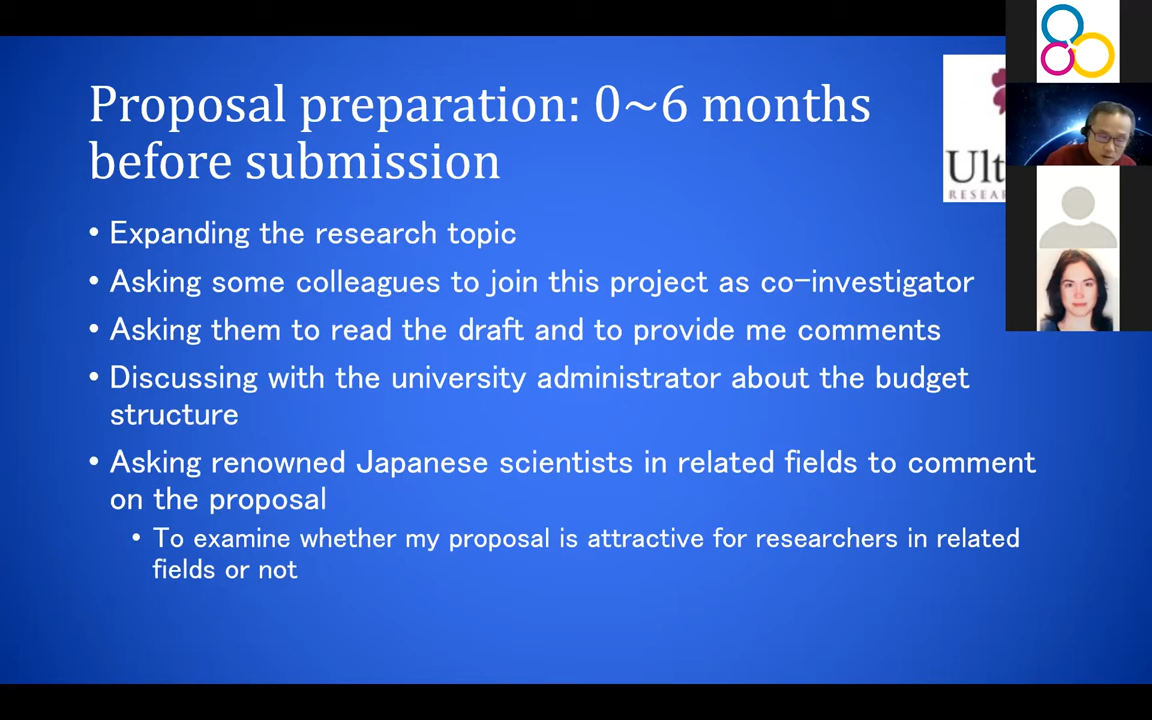 Proposal preparation: 0~6 months
before submission
• Expanding the research topic
• Asking some colleagues to join this project as co-investigator
• Asking them to read the draft and to provide me comments
• Discussing with the university administrator about the budget
structure
• Asking renowned Japanese scientists in related fields to comment
on the proposal
• To examine whether my proposal is attractive for researchers in related
fields or not
Ult
RESEAR